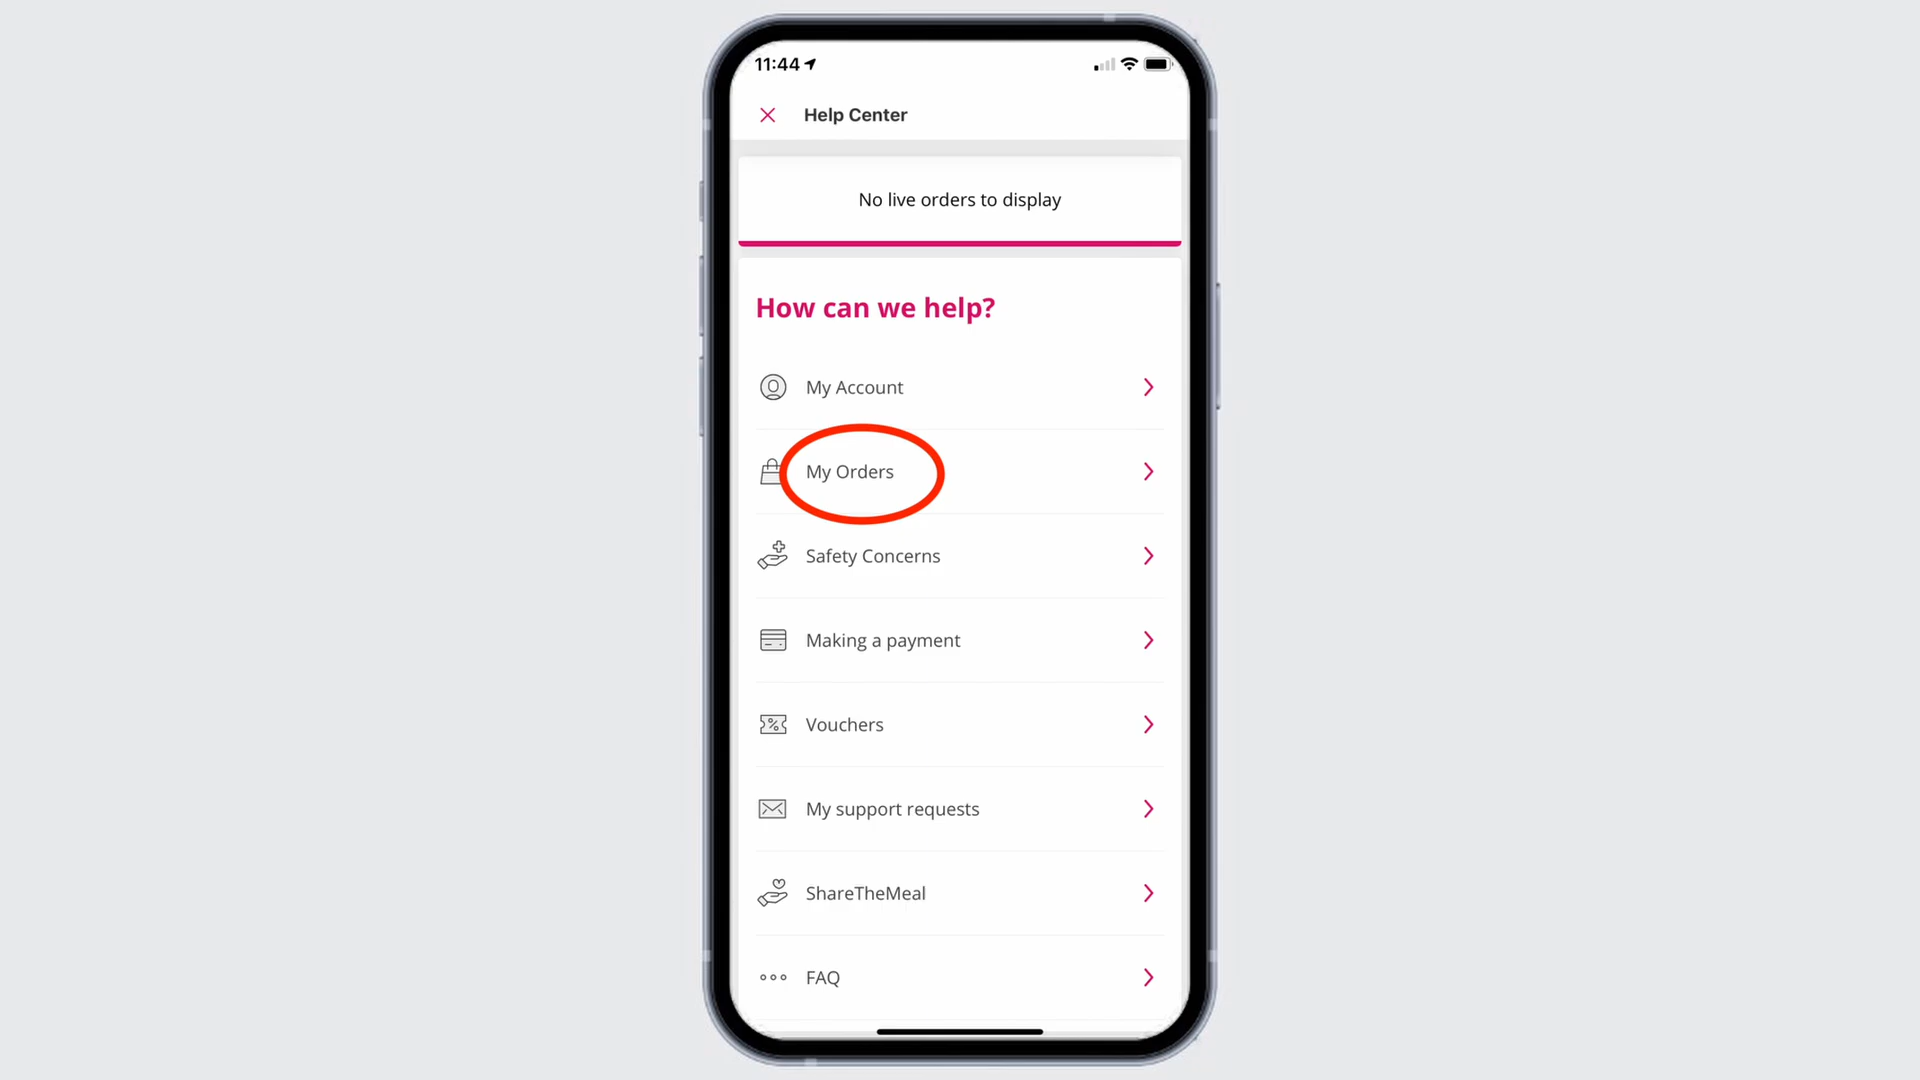 11:44
Help Center
No live orders to display
How can we help?
My Account
My Orders
Safety Concerns
Making a payment
Vouchers
My support requests
ShareTheMeal
FAQ